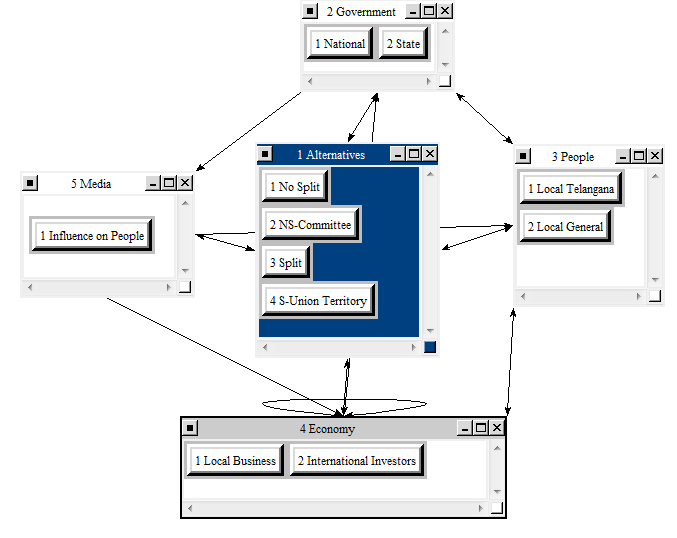 2 Government
1 National
2 State
1 Alternatives
1 No Split
2 NS-Committee
3 Split
4 S-Union Territory
3 People
1 Local Telangana
2 Local General
5 Media
1 Influence on People
4 Economy
1 Local Business
2 International Investors